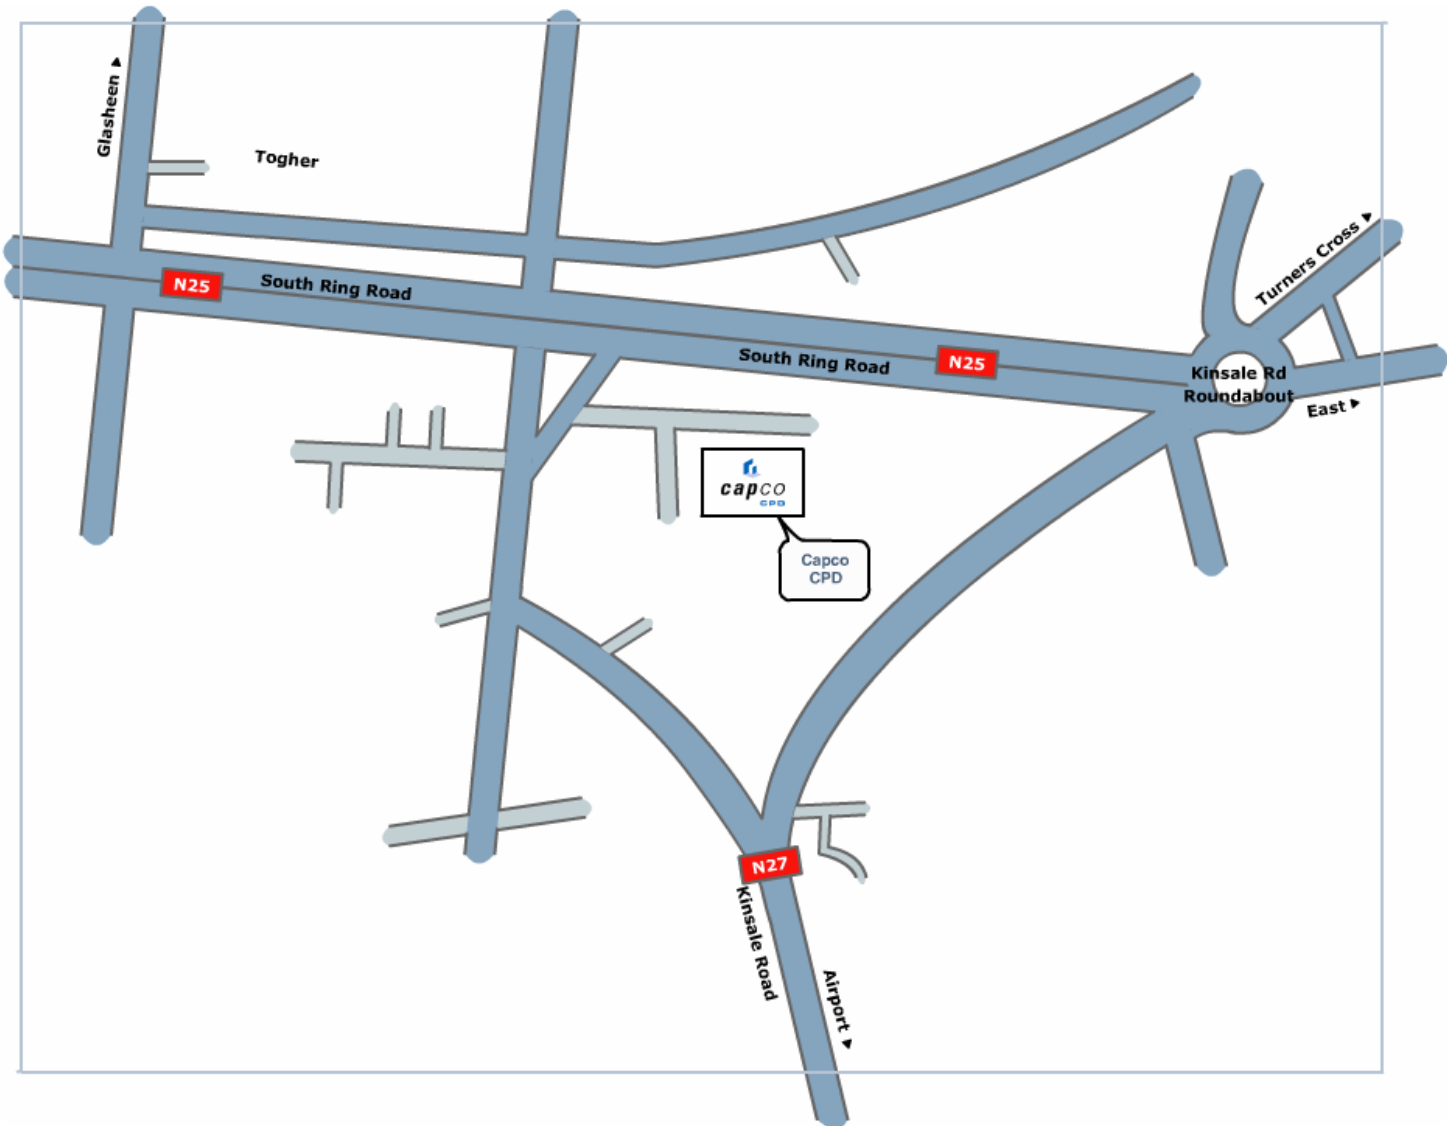 Glasheen
Togher
N25
South Ring Road
South Ring Road
N25
Turners Cross
Kinsale Rd
Roundabout
East
capco
CPD
Capco
CPD
N27
Kinsale Road
Airport